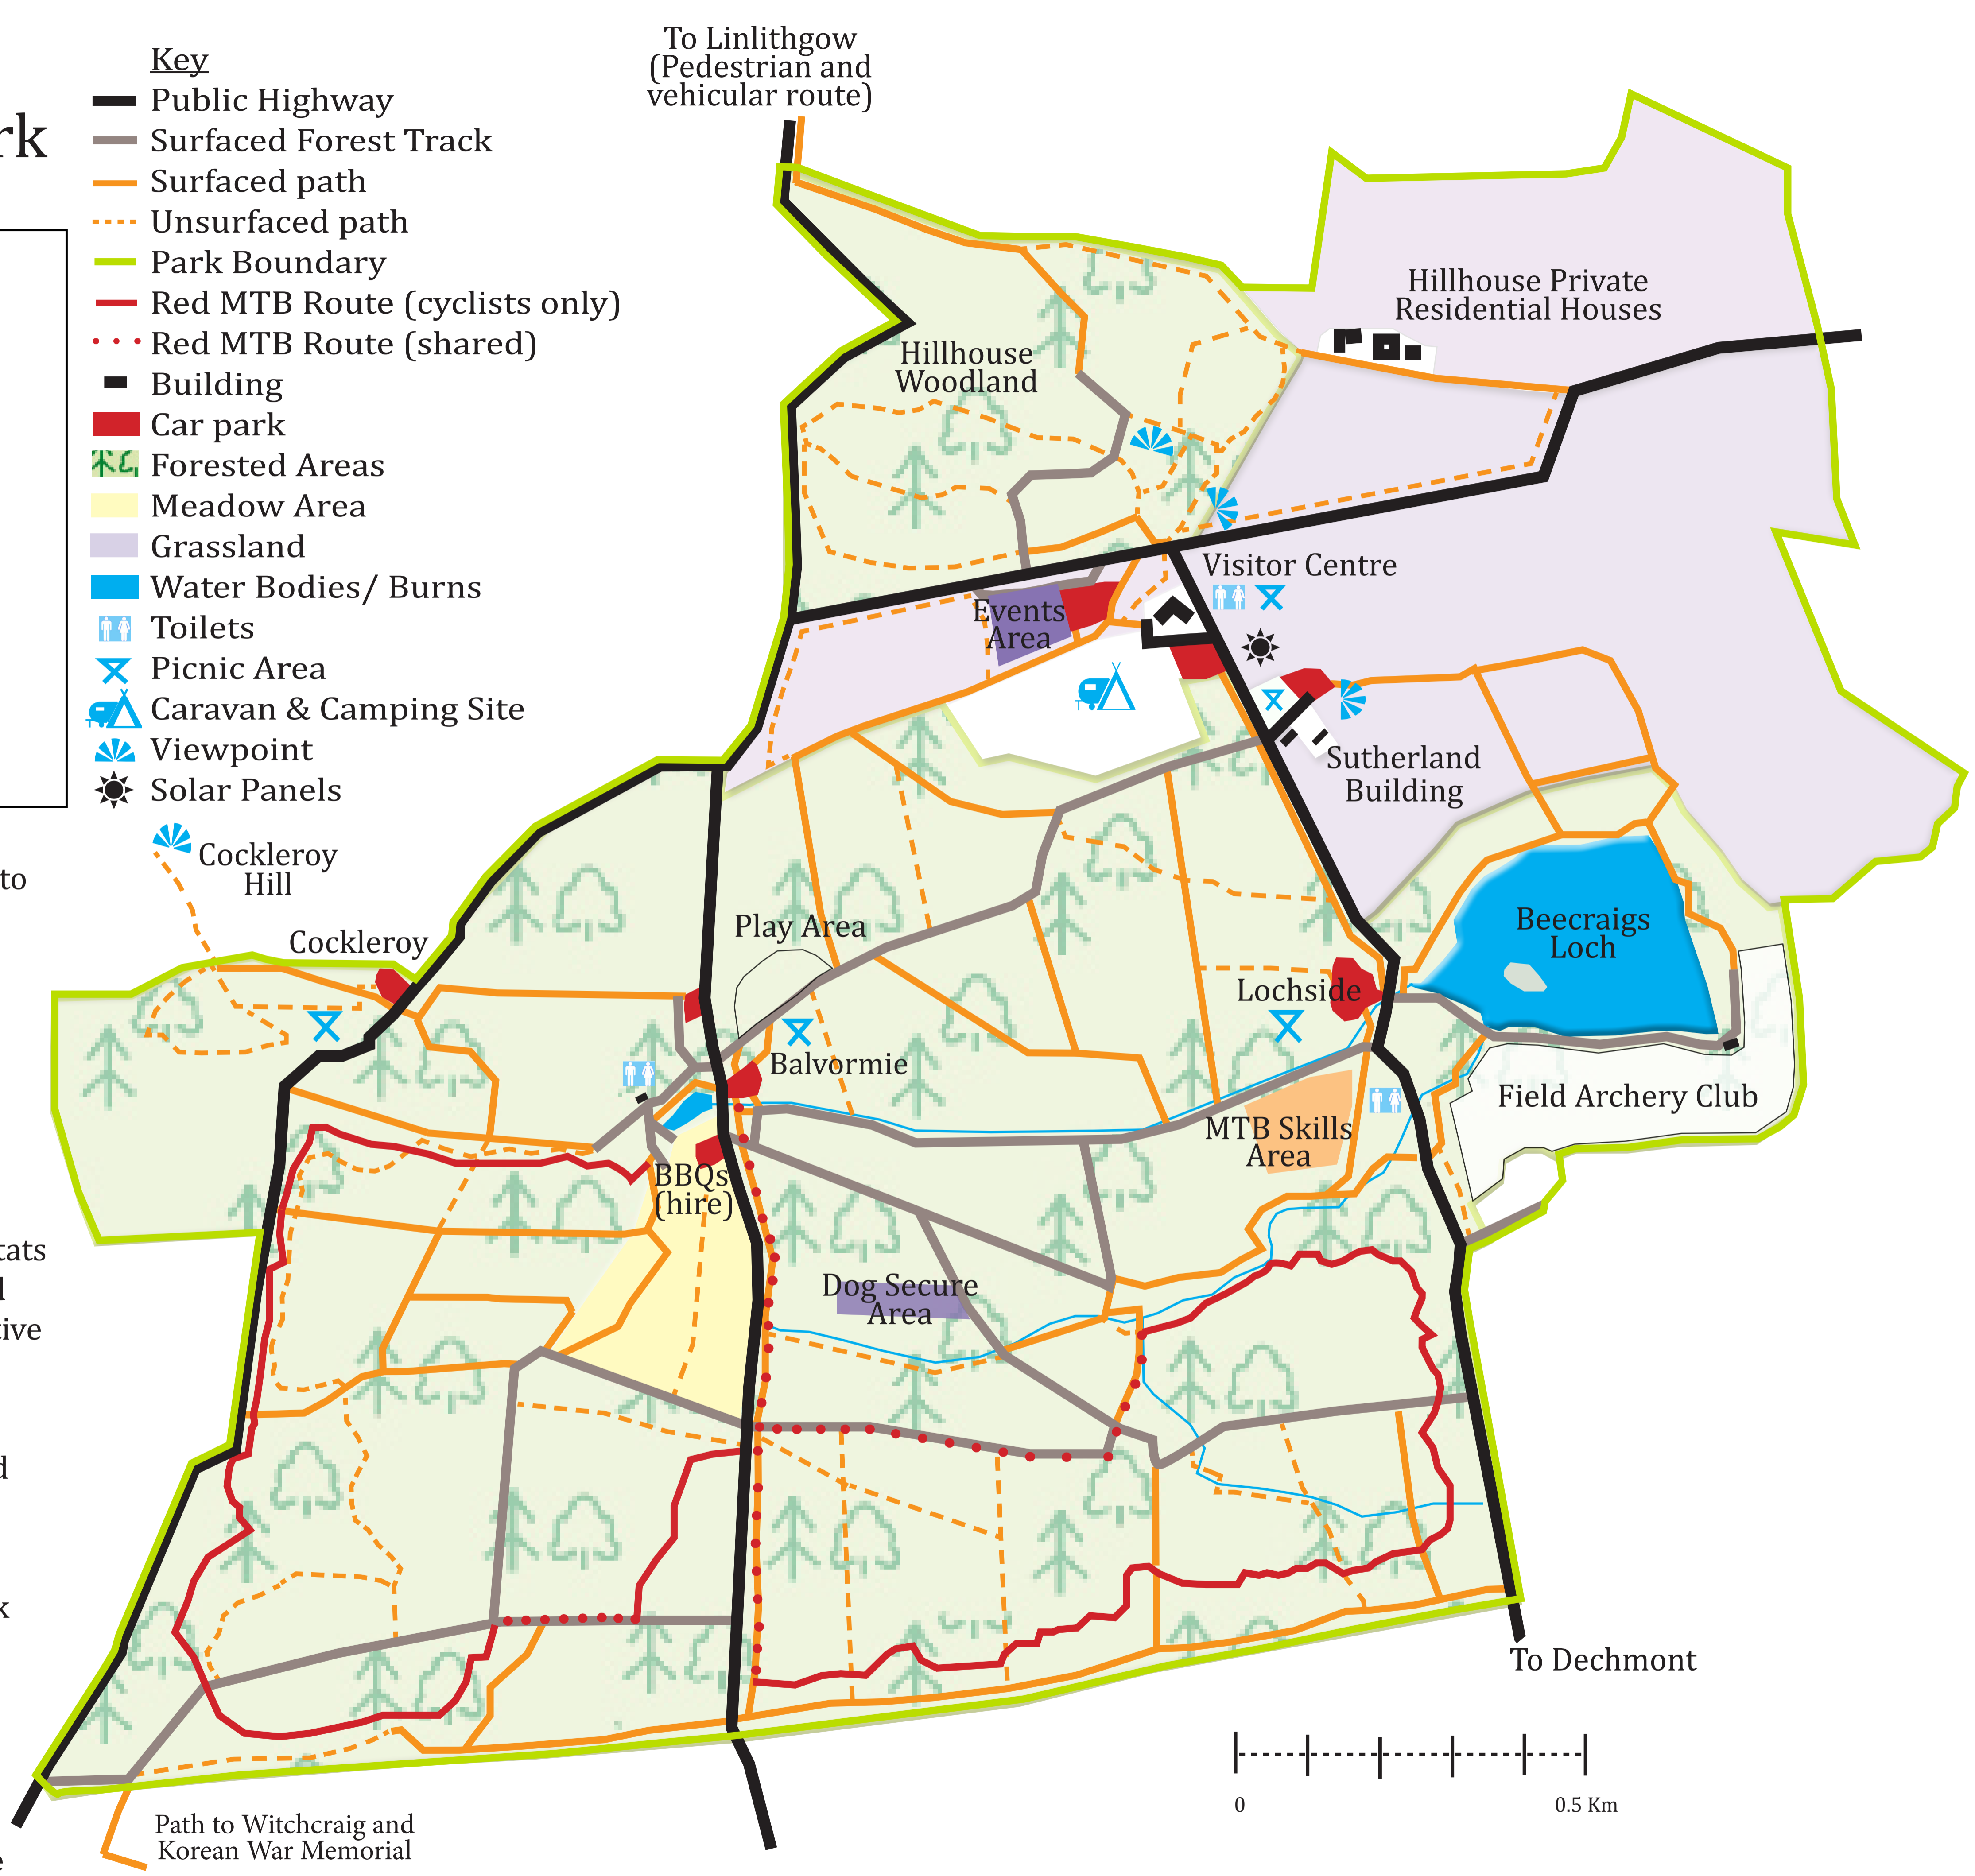 Key
Public Highway
Surfaced Forest Track
Surfaced path
Unsurfaced path
Park Boundary
Red MTB Route (cyclists only)
Red MTB Route (shared)
Building
Car park
Forested Areas
Meadow Area
Grassland
Water Bodies/ Burns
Toilets
Picnic Area
Caravan & Camping Site
Viewpoint
Solar Panels
rk
to
tats
d
tive
d
k
e
To Linlithgow
(Pedestrian and
vehicular route)
Hillhouse Private
Residential Houses
Hillhouse
Woodland
Visitor Centre
Events
Area
Sutherland
Building
Cockleroy
Hill
Cockleroy
Play Area
Beecraigs
Loch
Lochside
Balvormie
Field Archery Club
MTB Skills
Area
BBQs
(hire)
Dog Secure
Area
To Dechmont
0
0.5 Km
Path to Witchcraig and
Korean War Memorial